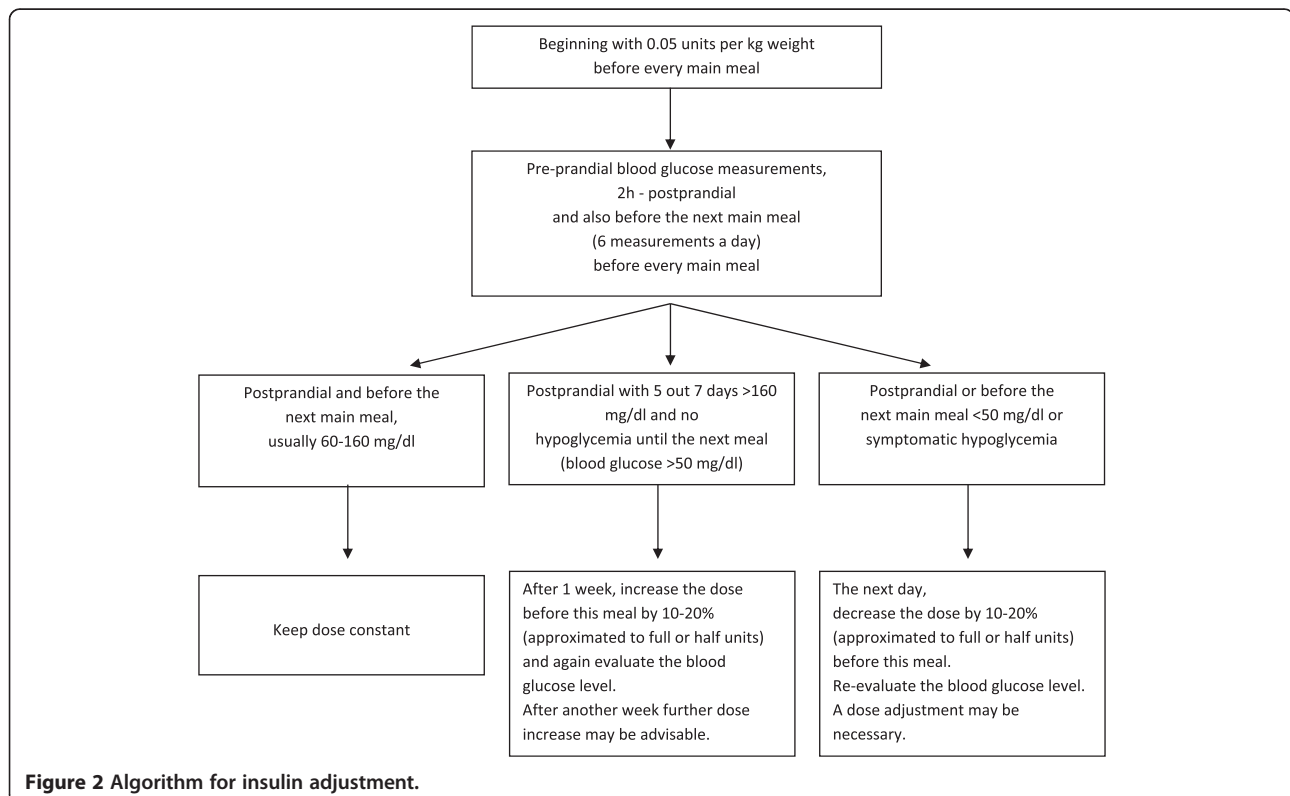 Beginning with 0.05 units per kg weight
before every main meal
Pre-prandial blood glucose measurements,
2h - postprandial
and also before the next main meal
(6 measurements a day)
before every main meal
Postprandial and before the
next main meal,
usually 60-160 mg/dl
Postprandial with 5 out 7 days >160
mg/dl and no
hypoglycemia until the next meal
(blood glucose >50 mg/dl)
Postprandial or before the
next main meal <50 mg/dl or
symptomatic hypoglycemia
Keep dose constant
After 1 week, increase the dose
before this meal by 10-20%
(approximated to full or half units)
and again evaluate the blood
glucose level.
After another week further dose
increase may be advisable.
The next day,
decrease the dose by 10-20%
(approximated to full or half units)
before this meal.
Re-evaluate the blood glucose level.
A dose adjustment may be
necessary.
Figure 2 Algorithm for insulin adjustment.